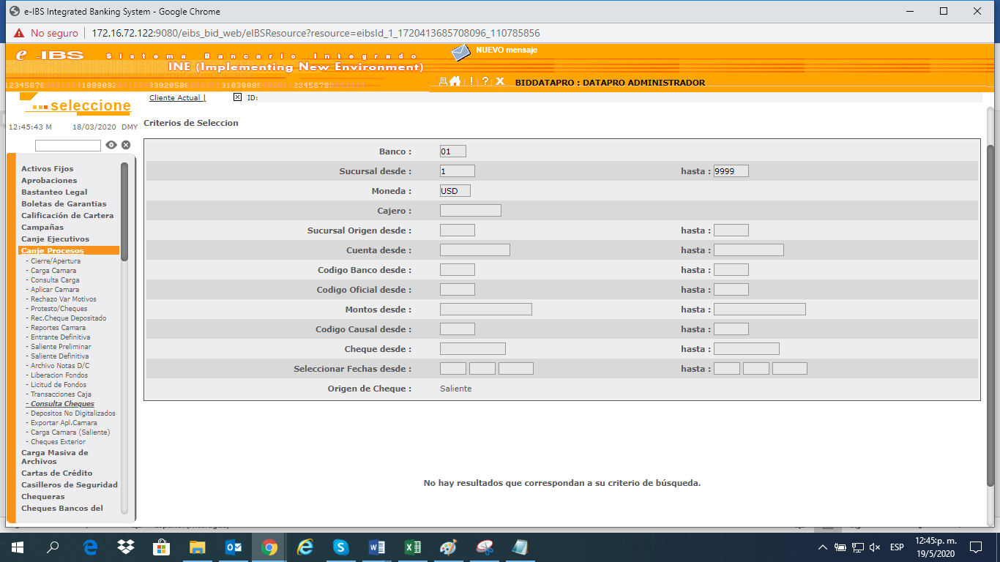 e-IBS Integrated Banking System - Google Chrome
No seguro
172.16.72.122:9080/eibs_bid_web/eIBSResource?resource=eibsId_1_1720413685708096_110785856
e -IBS Sistema Bancario Integrado
INE (Implementing New Environment)
NUEVO mensaje
! ? X BIDDATAPRO : DATAPRO ADMINISTRADOR
seleccione
12:45:43 M 18/03/2020 DMY
Cliente Actual | ID:
Criterios de Seleccion
Activos Fijos
Aprobaciones
Bastanteo Legal
Boletas de Garantias
Calificación de Cartera
Campañas
Canje Ejecutivos
Canje Procesos
- Cierre/Apertura
- Carga Camara
- Consulta Carga
- Aplicar Camara
- Rechazo Var Motivos
- Protesto/Cheques
- Rec.Cheque Depositado
- Reportes Camara
- Entrante Definitiva
- Saliente Preliminar
- Saliente Definitiva
- Archivo Notas D/C
- Liberacion Fondos
- Licitud de Fondos
- Transacciones Caja
- Consulta Cheques
- Depositos No Digitalizados
- Exportar Apl.Camara
- Carga Camara (Saliente)
- Cheques Exterior
Carga Masiva de
Archivos
Cartas de Crédito
Casilleros de Seguridad
Chequeras
Cheques Bancos del
Banco : 01
Sucursal desde : 1 hasta : 9999
Moneda : USD
Cajero :
Sucursal Origen desde : hasta :
Cuenta desde : hasta :
Codigo Banco desde : hasta :
Codigo Oficial desde : hasta :
Montos desde : hasta :
Codigo Causal desde : hasta :
Cheque desde : hasta :
Seleccionar Fechas desde : hasta :
Origen de Cheque : Saliente
No hay resultados que correspondan a su criterio de búsqueda.
ESP
12:45:p. m.
19/5/2020